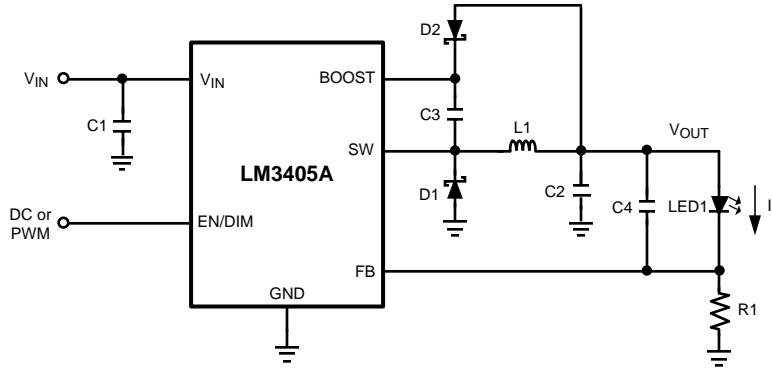 D2
V_IN
V_IN
BOOST
C1
C3
L1
V_OUT
SW
LM3405A
D1
C2
C4
LED1
I
DC or
PWM
EN/DIM
FB
GND
R1